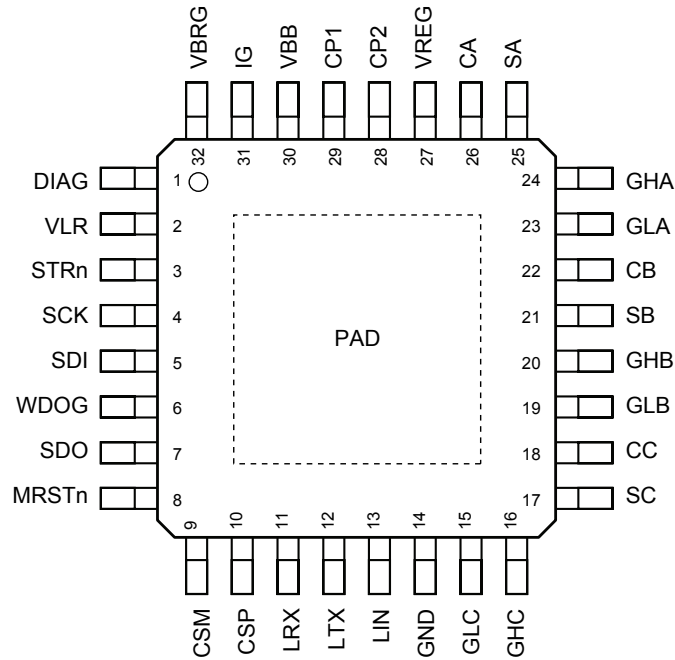 VBRG
IG
VBB
CP1
CP2
VREG
CA
SA
32
31
30
29
28
27
26
25
DIAG 1 24 GHA
VLR 2 23 GLA
STRn 3 22 CB
SCK 4 21 SB
SDI 5 20 GHB
WDOG 6 19 GLB
SDO 7 18 CC
MRSTn 8 17 SC
PAD
9
10
11
12
13
14
15
16
CSM
CSP
LRX
LTX
LIN
GND
GLC
GHC